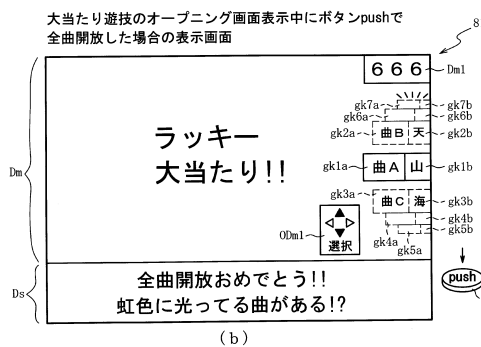 大当たり遊技のオープニング画面表示中にボタンpushで
全曲開放した場合の表示画面
8
666
Dm1
gk7a
gk7b
gk6a
gk6b
gk2a
曲B
天
gk2b
ラッキー
大当たり!!
Dm
gk1a
曲A
山
gk1b
gk3a
曲C
海
gk3b
gk4b
gk4a
gk5b
gk5a
ODm1
選択
push
Ds
全曲開放おめでとう!!
虹色に光ってる曲がある!?
(b)